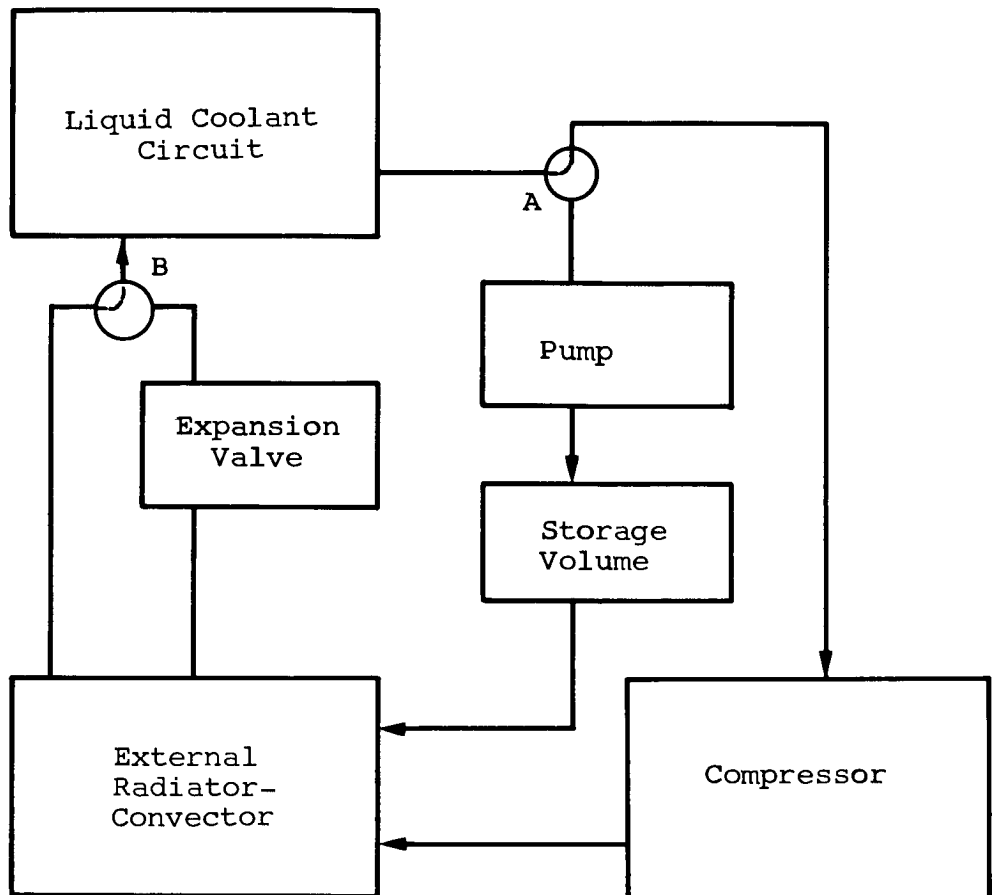 Liquid Coolant
Circuit
A
B
Pump
Expansion
Valve
Storage
Volume
External
Radiator-
Convector
Compressor